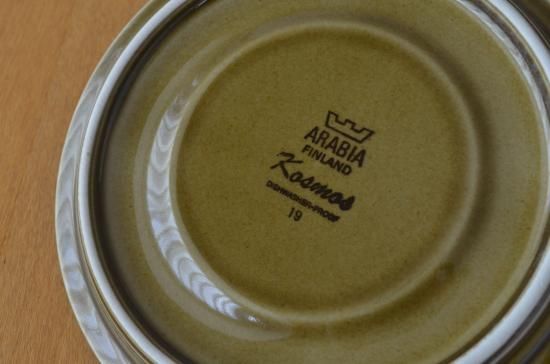 ARABIA
FINLAND
Kosmos
DISHWASHER-PROOF
19